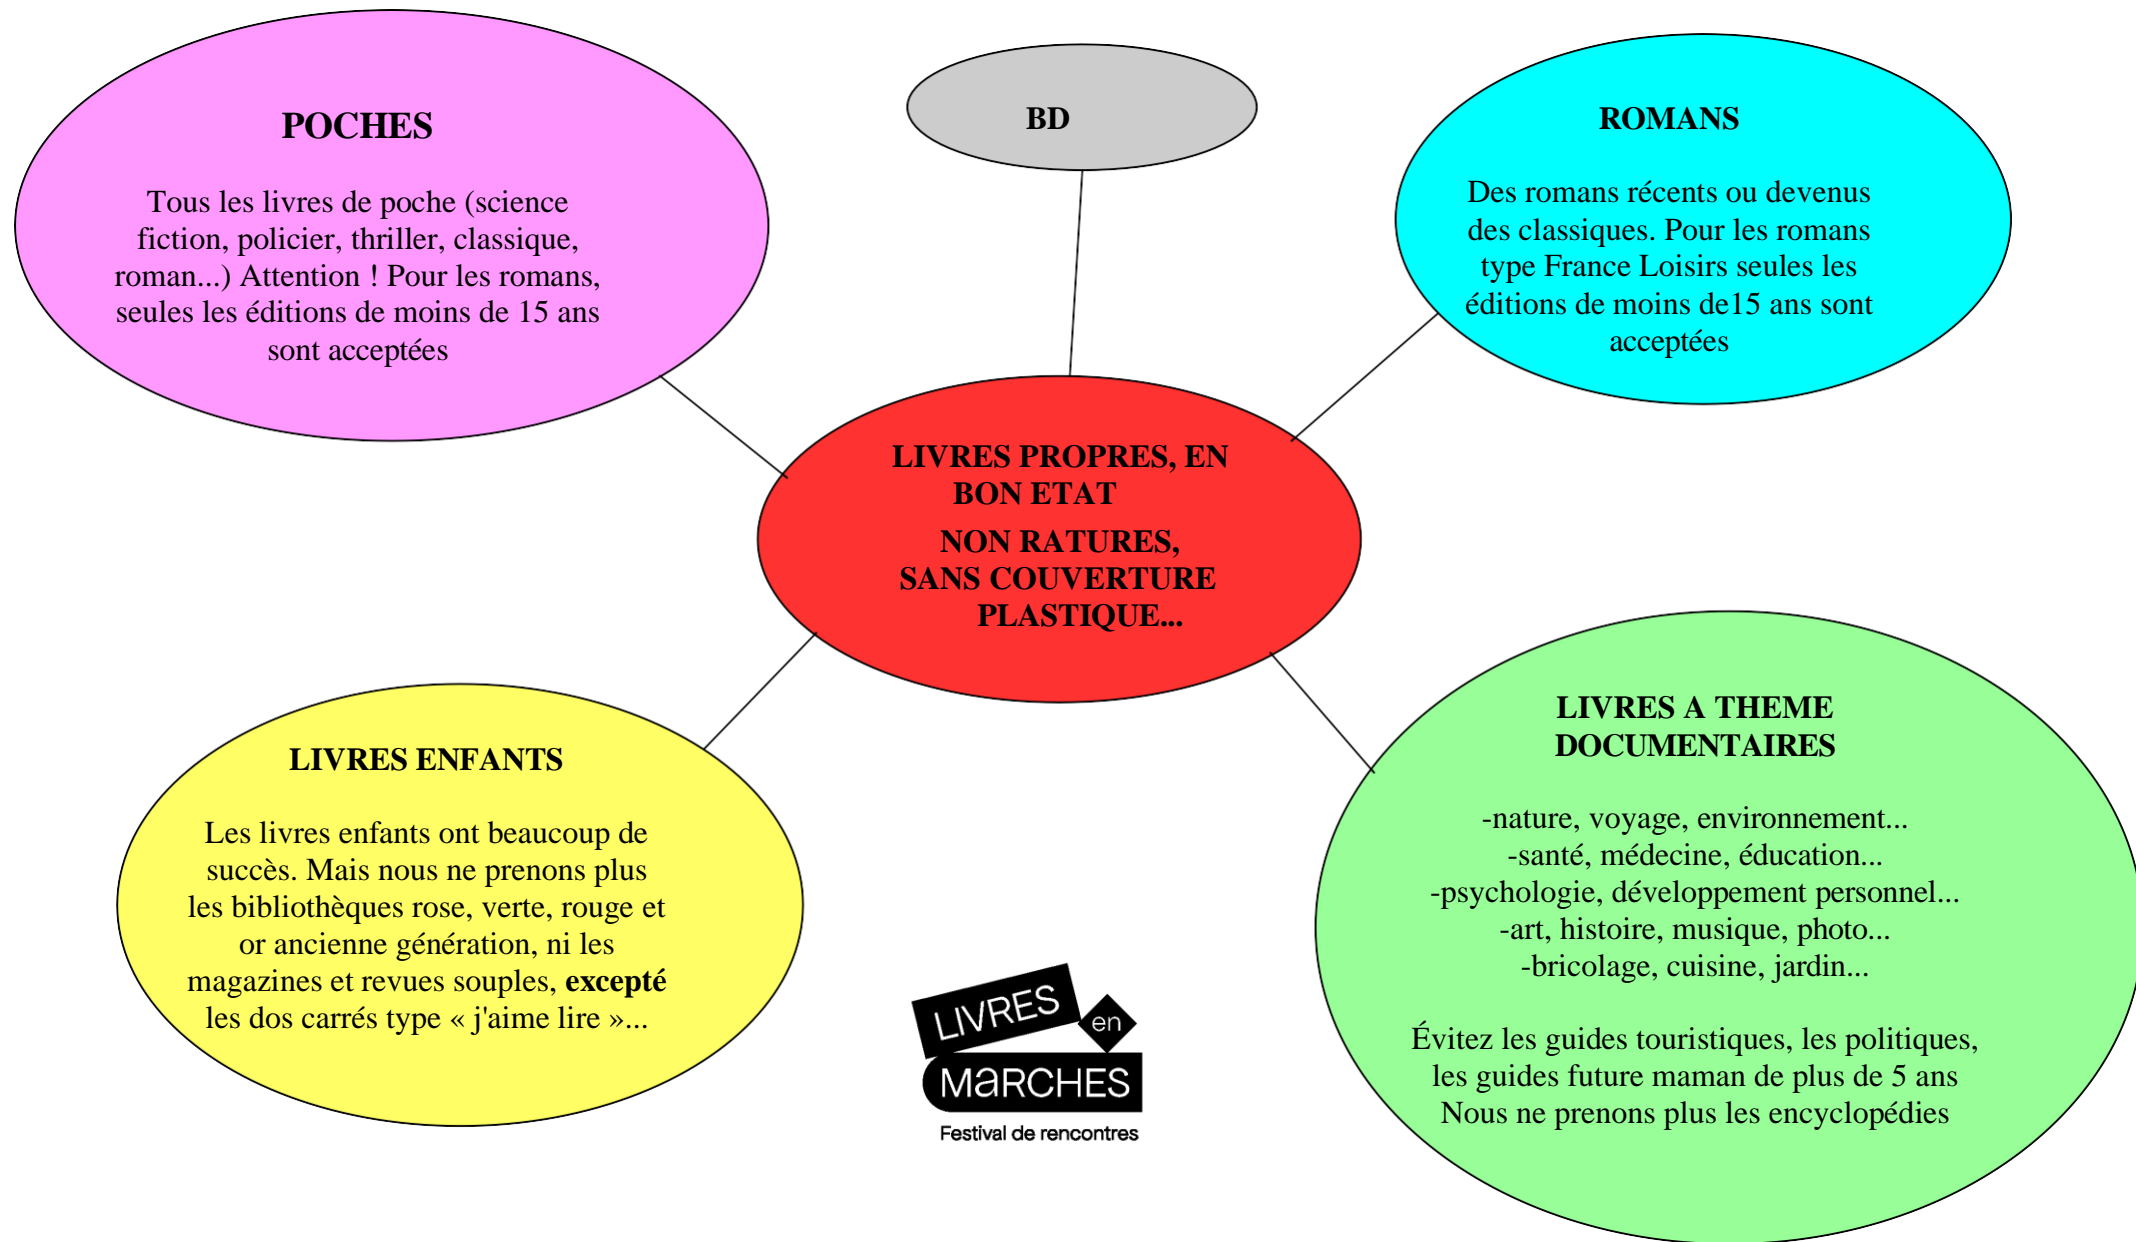 POCHES
Tous les livres de poche (science
fiction, policier, thriller, classique,
roman...) Attention ! Pour les romans,
seules les éditions de moins de 15 ans
sont acceptées
BD
ROMANS
Des romans récents ou devenus
des classiques. Pour les romans
type France Loisirs seules les
éditions de moins de15 ans sont
acceptées
LIVRES PROPRES, EN
BON ETAT
NON RATURES,
SANS COUVERTURE
PLASTIQUE...
LIVRES ENFANTS
Les livres enfants ont beaucoup de
succès. Mais nous ne prenons plus
les bibliothèques rose, verte, rouge et
or ancienne génération, ni les
magazines et revues souples, excepté
les dos carrés type « j'aime lire »...
LIVRES A THEME
DOCUMENTAIRES
-nature, voyage, environnement...
-santé, médecine, éducation...
-psychologie, développement personnel...
-art, histoire, musique, photo...
-bricolage, cuisine, jardin...
Évitez les guides touristiques, les politiques,
les guides future maman de plus de 5 ans
Nous ne prenons plus les encyclopédies
LIVRES
en
MaRCHES
Festival de rencontres